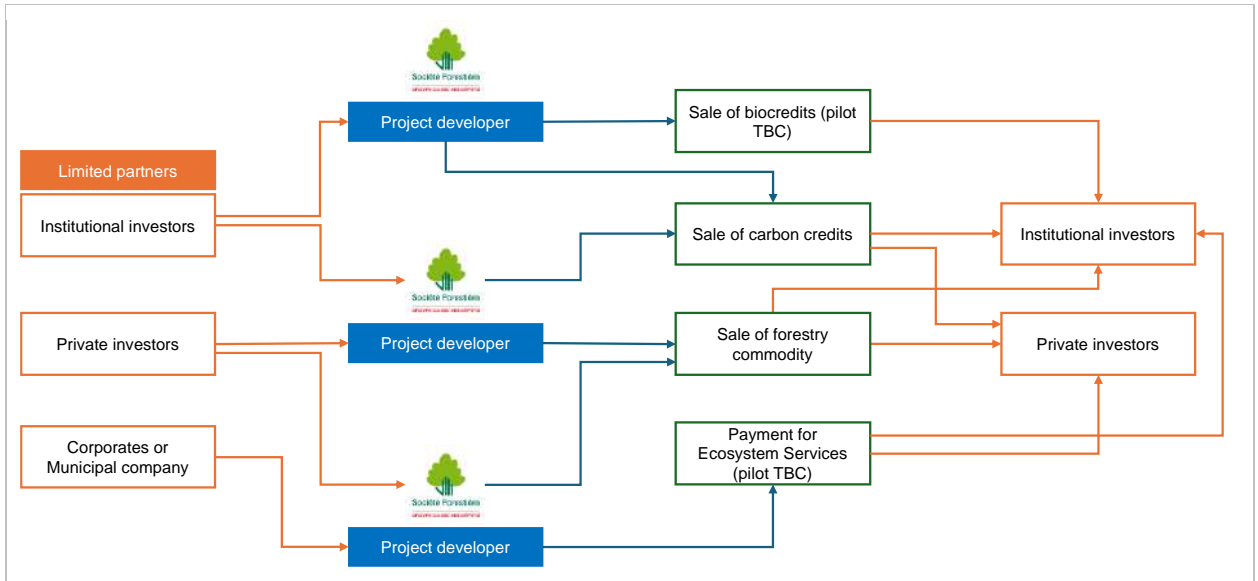 Société Forestière
Project developer
Sale of biocredits (pilot
TBC)
Limited partners
Institutional investors
Sale of carbon credits
Institutional investors
Société Forestière
Private investors
Project developer
Sale of forestry
commodity
Private investors
Corporates or
Municipal company
Société Forestière
Payment for
Ecosystem Services
(pilot TBC)
Project developer